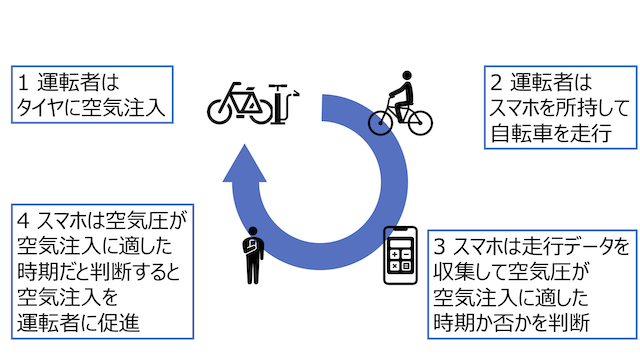 1 運転者は
タイヤに空気注入
2 運転者は
スマホを所持して
自転車を走行
3 スマホは走行データを
収集して空気圧が
空気注入に適した
時期か否かを判断
4 スマホは空気圧が
空気注入に適した
時期だと判断すると
空気注入を
運転者に促進